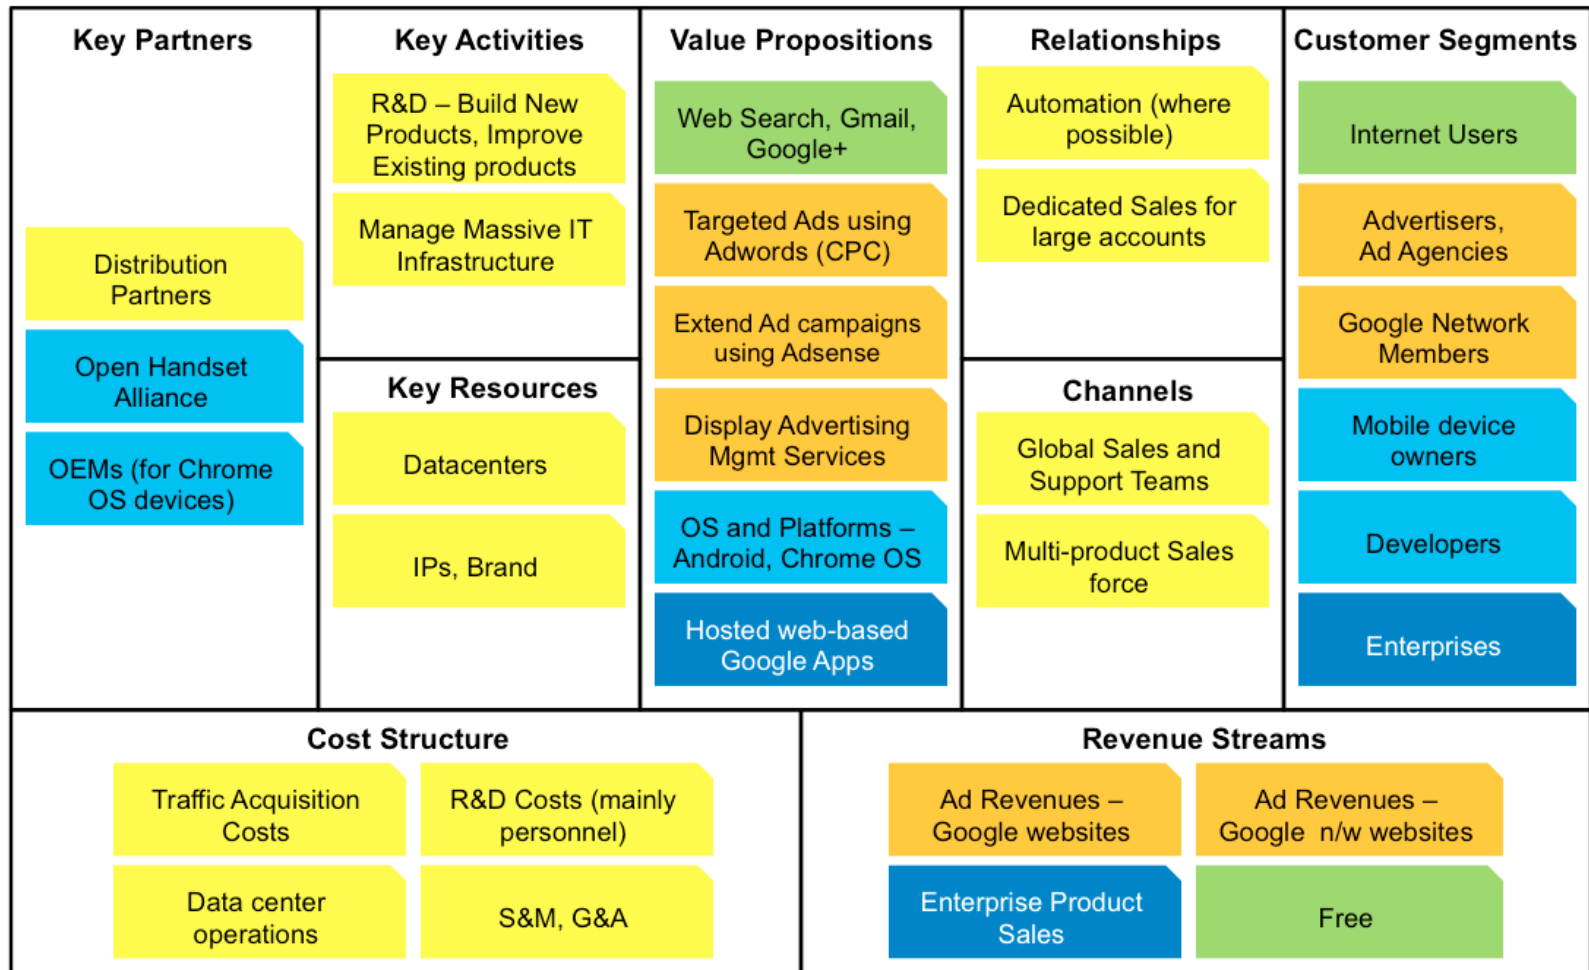 Key Partners
Distribution
Partners
Open Handset
Alliance
OEMs (for Chrome
OS devices)
Key Activities
R&D – Build New
Products, Improve
Existing products
Manage Massive IT
Infrastructure
Key Resources
Datacenters
IPs, Brand
Value Propositions
Web Search, Gmail,
Google+
Targeted Ads using
Adwords (CPC)
Extend Ad campaigns
using Adsense
Display Advertising
Mgmt Services
OS and Platforms –
Android, Chrome OS
Hosted web-based
Google Apps
Relationships
Automation (where
possible)
Dedicated Sales for
large accounts
Channels
Global Sales and
Support Teams
Multi-product Sales
force
Customer Segments
Internet Users
Advertisers,
Ad Agencies
Google Network
Members
Mobile device
owners
Developers
Enterprises
Cost Structure
Traffic Acquisition
Costs
R&D Costs (mainly
personnel)
Data center
operations
S&M, G&A
Revenue Streams
Ad Revenues –
Google websites
Ad Revenues –
Google n/w websites
Enterprise Product
Sales
Free